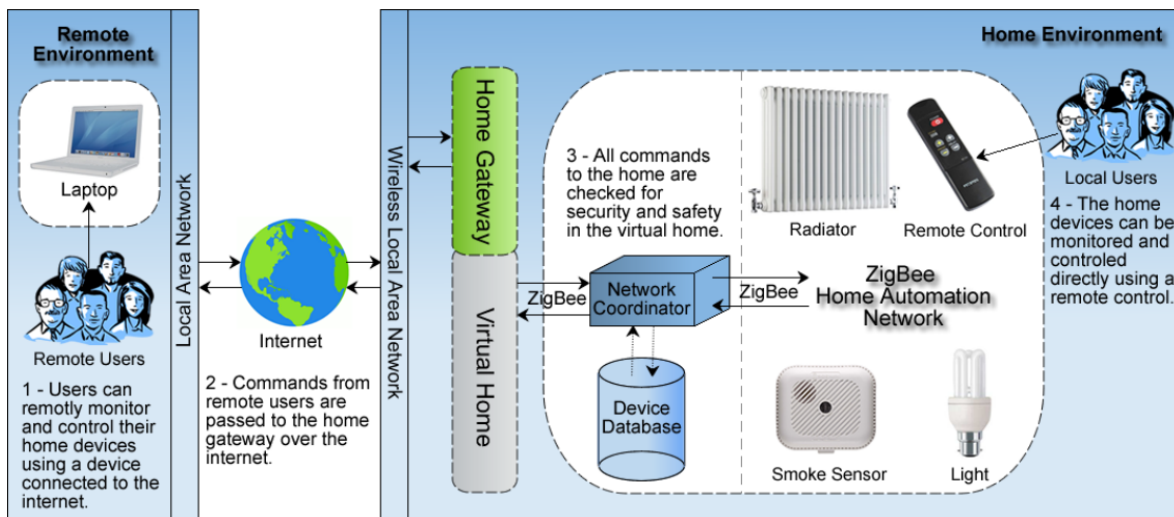 Remote
Environment
Laptop
Remote Users
1 - Users can
remotly monitor
and control their
home devices
using a device
connected to the
internet.
Local Area Network
Internet
2 - Commands from
remote users are
passed to the home
gateway over the
internet.
Wireless Local Area Network
Home Environment
Home Gateway
Virtual Home
3 - All commands
to the home are
checked for
security and safety
in the virtual home.
ZigBee
Network
Coordinator
ZigBee
Device
Database
Radiator
Remote Control
ZigBee
Home Automation
Network
Smoke Sensor
Light
Local Users
4 - The home
devices can be
monitored and
controled
directly using a
remote control.